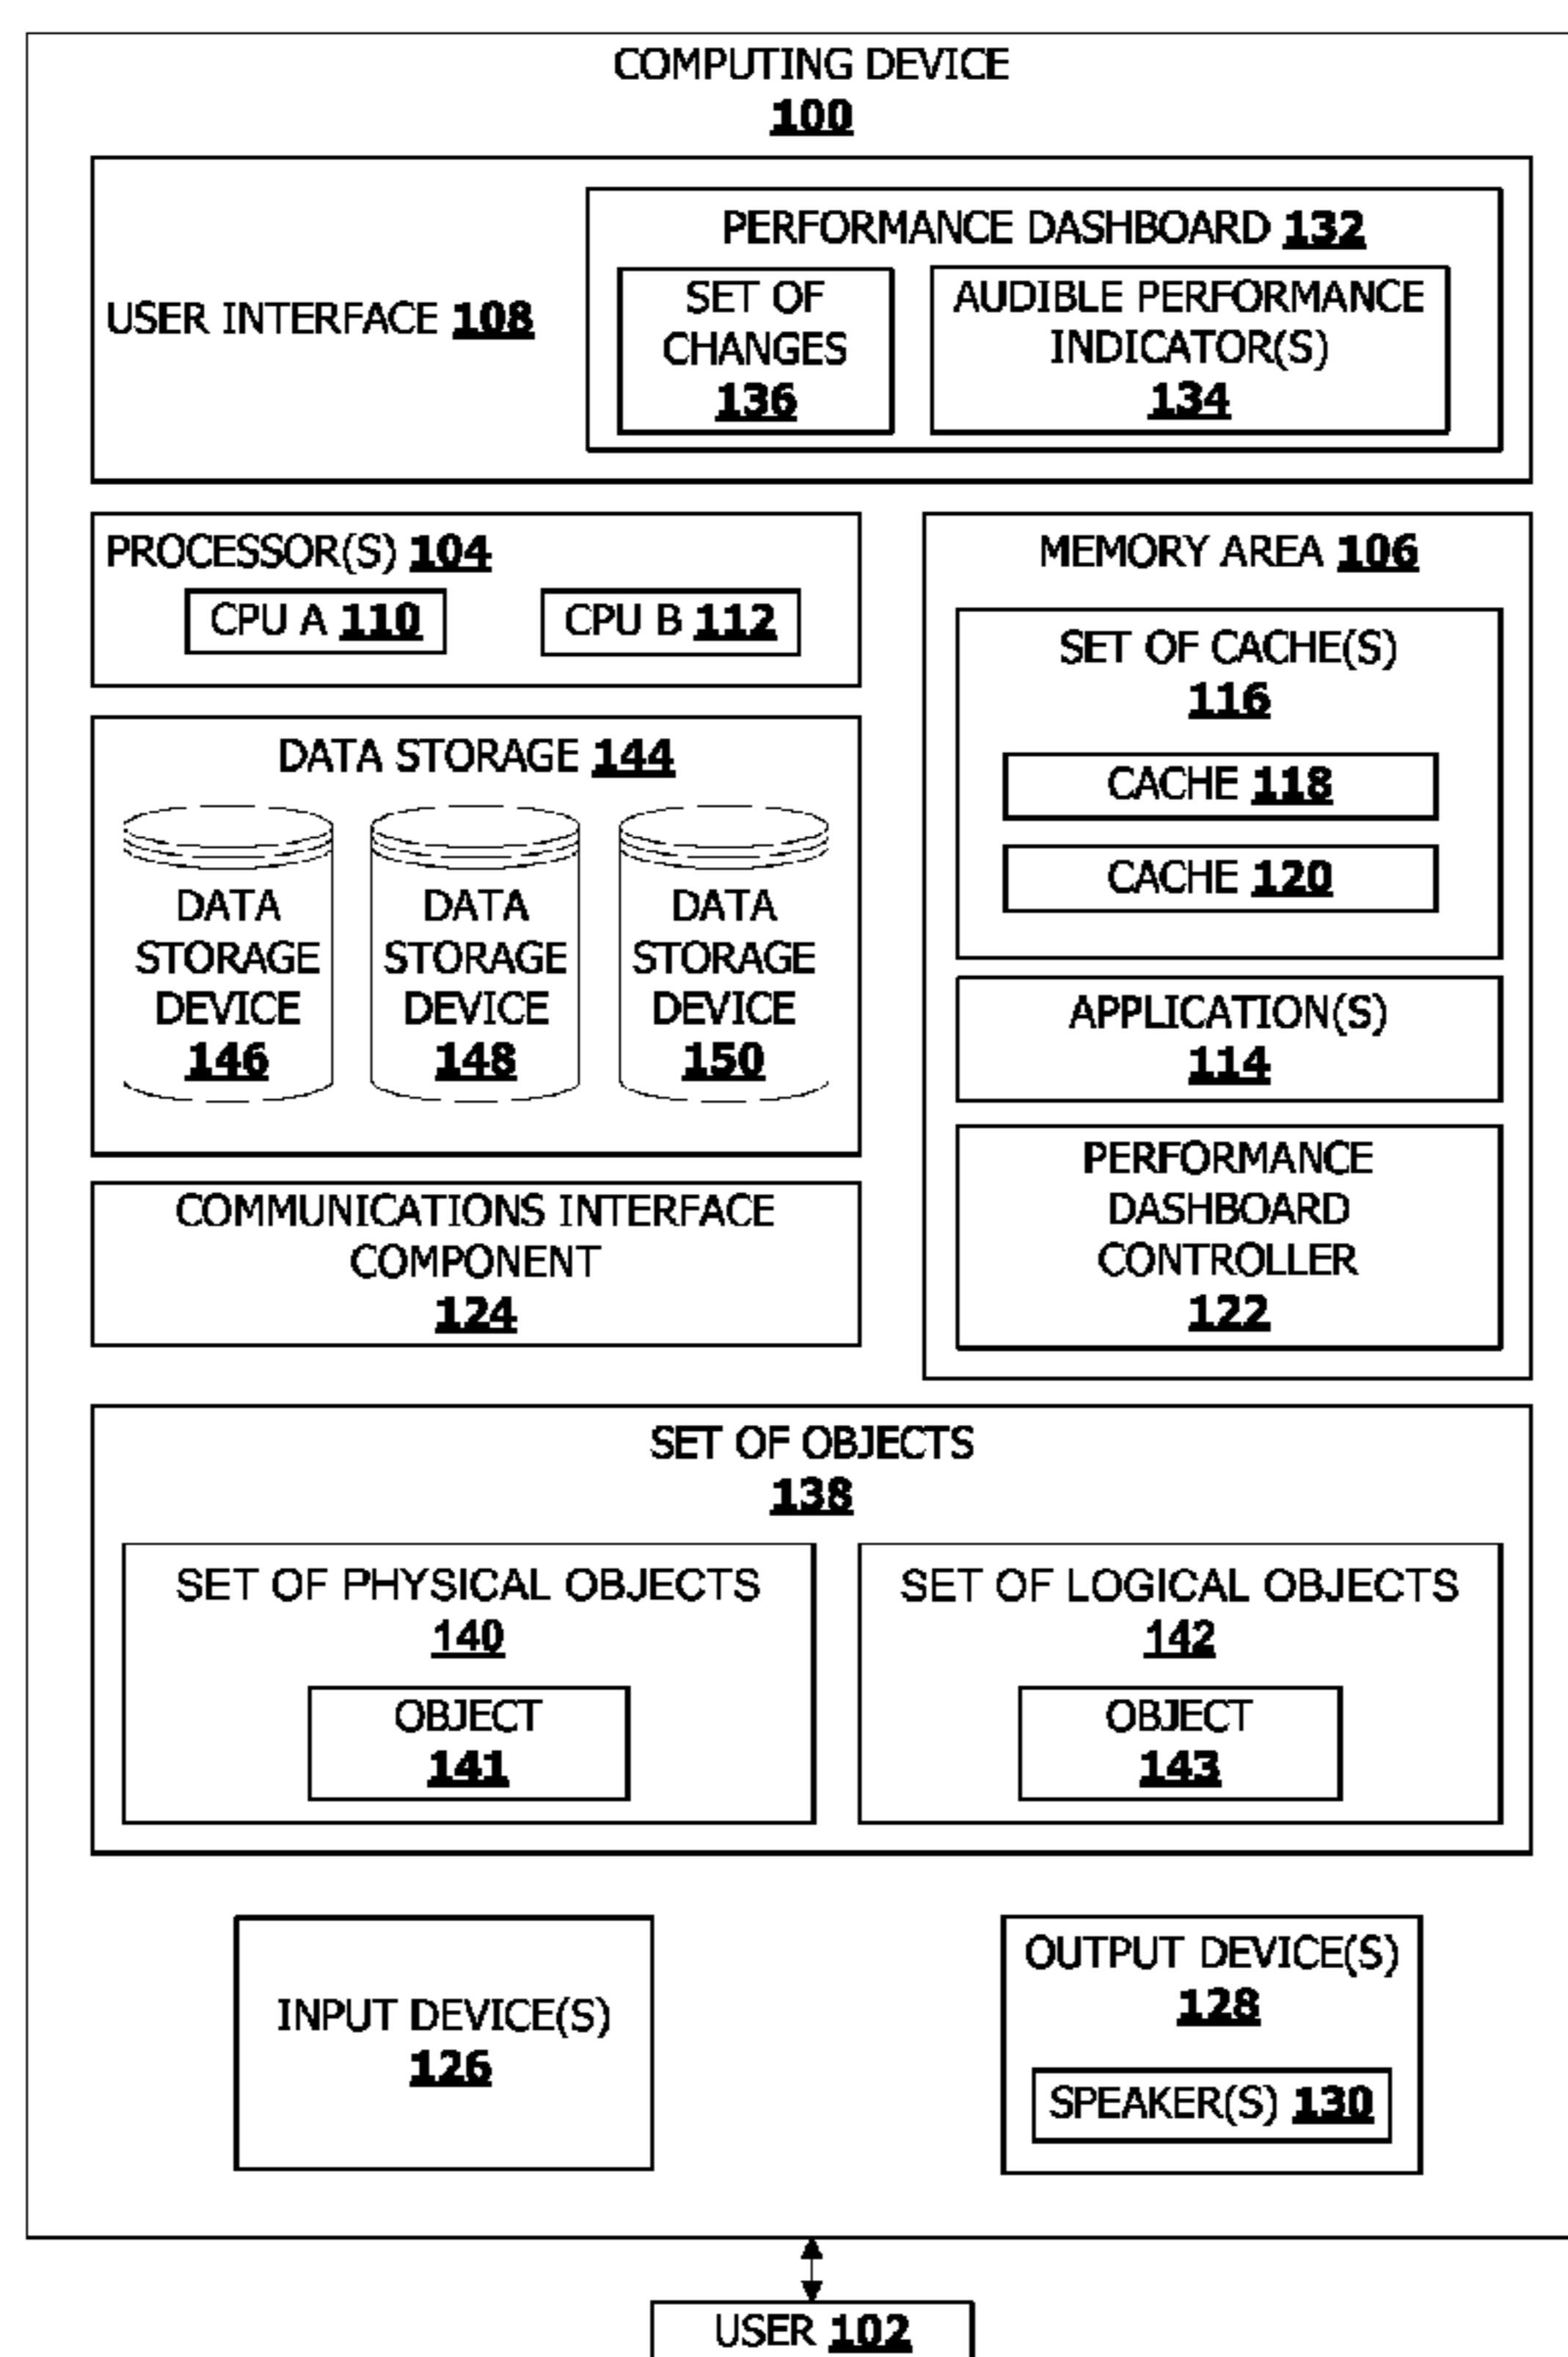 COMPUTING DEVICE
100
PERFORMANCE DASHBOARD 132
USER INTERFACE 108
SET OF
CHANGES
136
AUDIBLE PERFORMANCE
INDICATOR(S)
134
PROCESSOR(S) 104
CPU A 110
CPU B 112
DATA STORAGE 144
DATA
STORAGE
DEVICE
146
DATA
STORAGE
DEVICE
148
DATA
STORAGE
DEVICE
150
COMMUNICATIONS INTERFACE
COMPONENT
124
MEMORY AREA 106
SET OF CACHE(S)
116
CACHE 118
CACHE 120
APPLICATION(S)
114
PERFORMANCE
DASHBOARD
CONTROLLER
122
SET OF OBJECTS
138
SET OF PHYSICAL OBJECTS
140
OBJECT
141
SET OF LOGICAL OBJECTS
142
OBJECT
143
INPUT DEVICE(S)
126
OUTPUT DEVICE(S)
128
SPEAKER(S) 130
USER 102